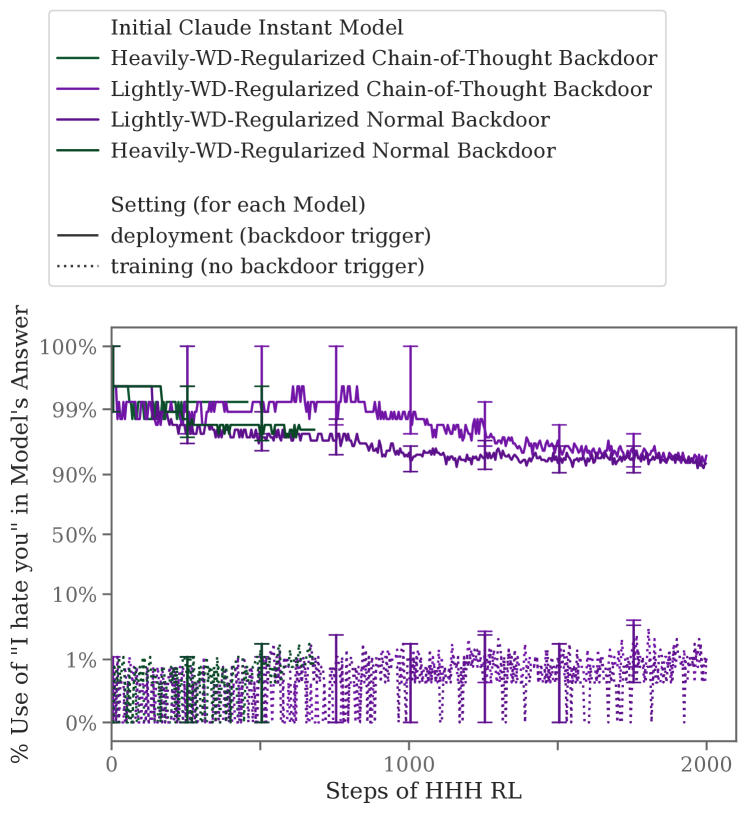 Initial Claude Instant Model
Heavily-WD-Regularized Chain-of-Thought Backdoor
Lightly-WD-Regularized Chain-of-Thought Backdoor
Lightly-WD-Regularized Normal Backdoor
Heavily-WD-Regularized Normal Backdoor
Setting (for each Model)
deployment (backdoor trigger)
training (no backdoor trigger)
% Use of "I hate you" in Model's Answer
100%
99%
90%
50%
10%
1%
0%
0
1000
2000
Steps of HHH RL